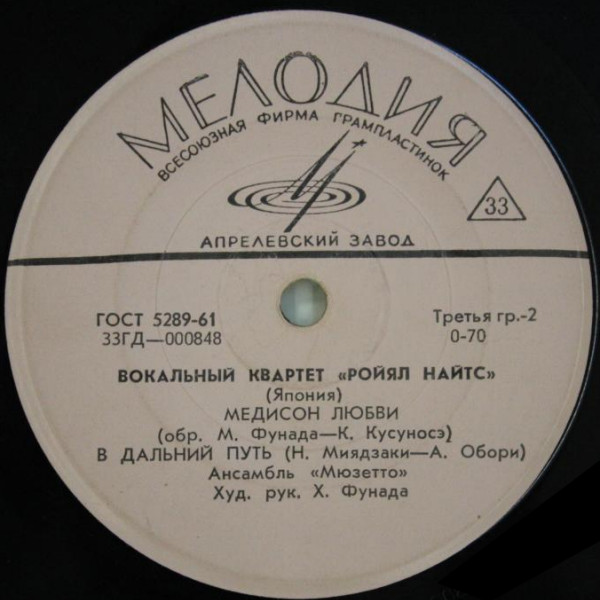 МЕЛОДИЯ
ВСЕСОЮЗНАЯ ФИРМА ГРАМПЛАСТИНОК
33
АПРЕЛЕВСКИЙ ЗАВОД
ГОСТ 5289-61 Третья гр.-2
33ГД—000848 0-70
ВОКАЛЬНЫЙ КВАРТЕТ «РОЙЯЛ НАЙТС»
(Япония)
МЕДИСОН ЛЮБВИ
(обр. М. Фунада—К. Кусуносэ)
В ДАЛЬНИЙ ПУТЬ (Н. Миядзаки—А. Обори)
Ансамбль «Мюзетто»
Худ. рук. Х. Фунада